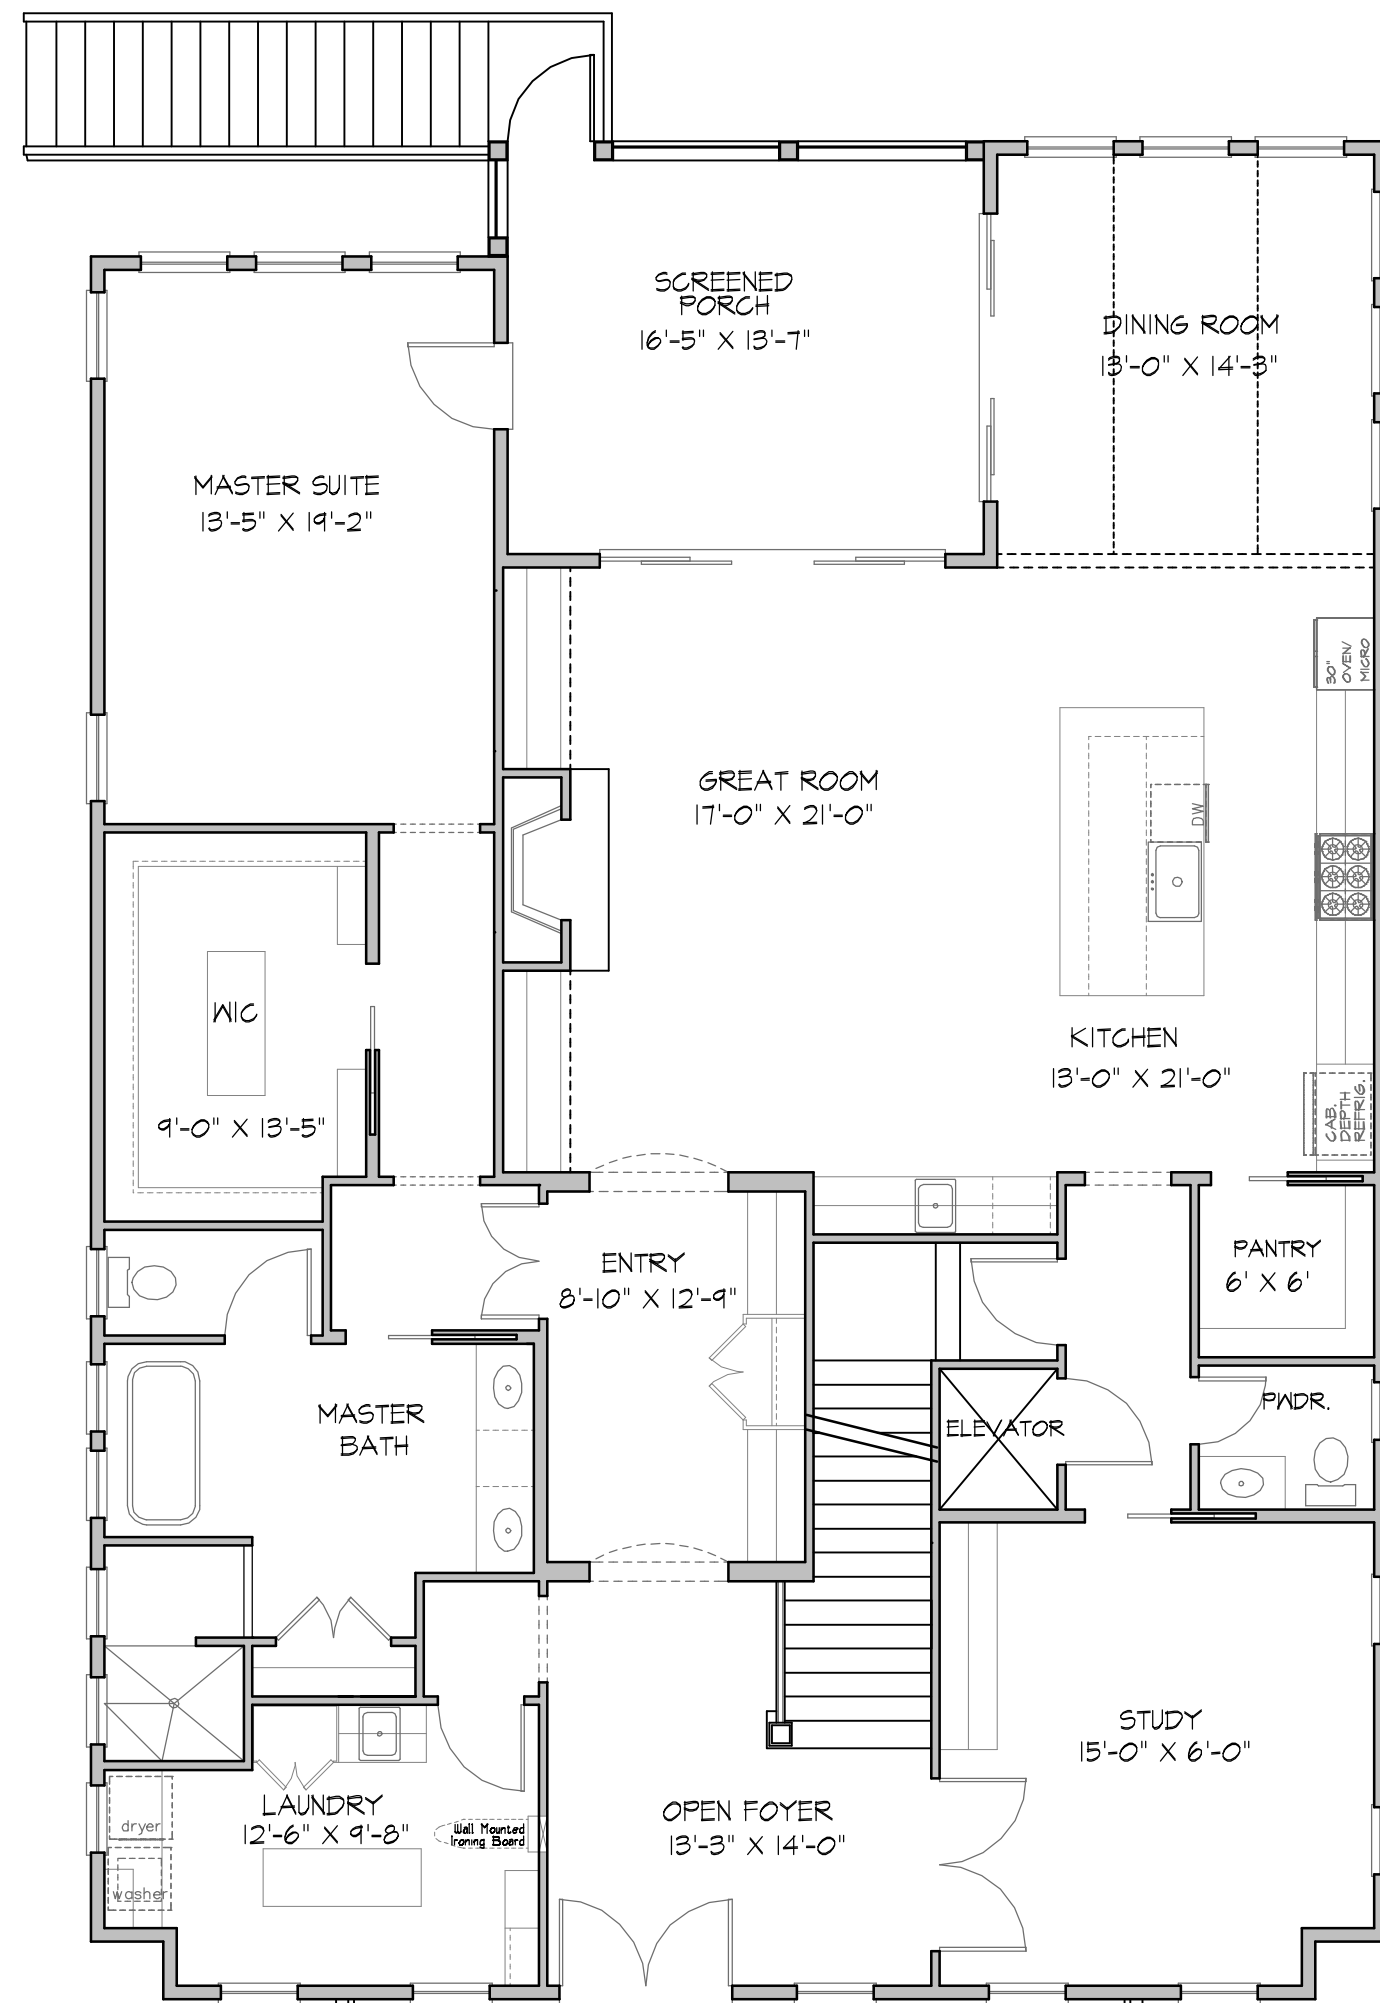 SCREENED
PORCH
16'-5" X 13'-7"
DINING ROOM
13'-0" X 14'-3"
MASTER SUITE
13'-5" X 19'-2"
30"
OVEN/
MICRO
GREAT ROOM
17'-0" X 21'-0"
DW
WIC
9'-0" X 13'-5"
KITCHEN
13'-0" X 21'-0"
CAB.
DEPTH
REFRIG.
ENTRY
8'-10" X 12'-9"
PANTRY
6' X 6'
MASTER
BATH
ELEVATOR
PWDR.
STUDY
15'-0" X 6'-0"
LAUNDRY
12'-6" X 9'-8"
Wall Mounted
Ironing Board
OPEN FOYER
13'-3" X 14'-0"
dryer
washer